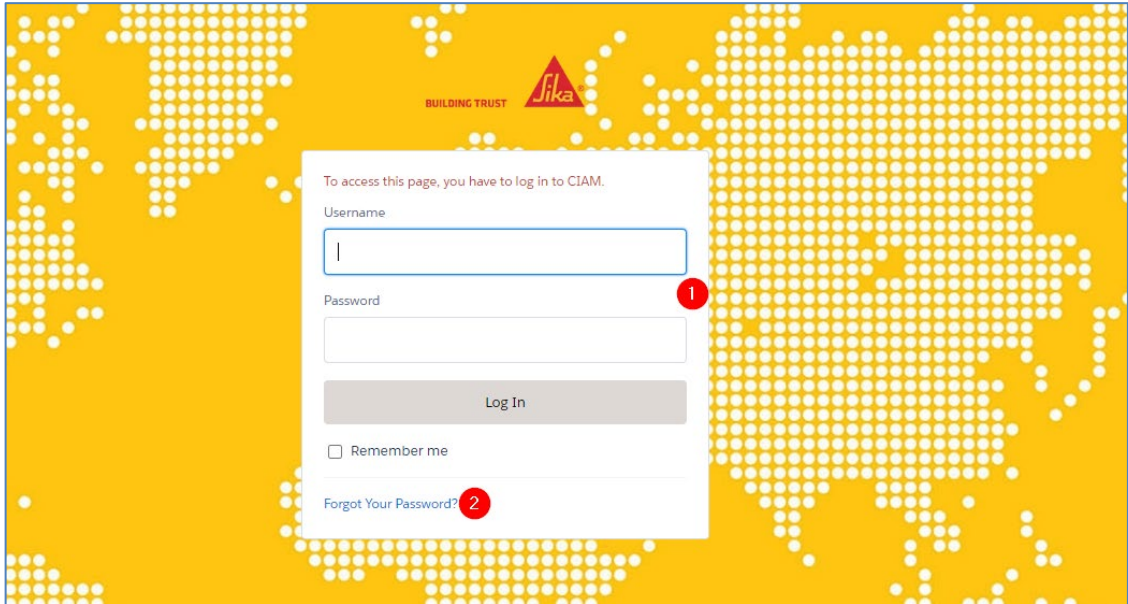 BUILDING TRUST
Sika®
To access this page, you have to log in to CIAM.
Username
1
Password
Log In
Remember me
Forgot Your Password?
2